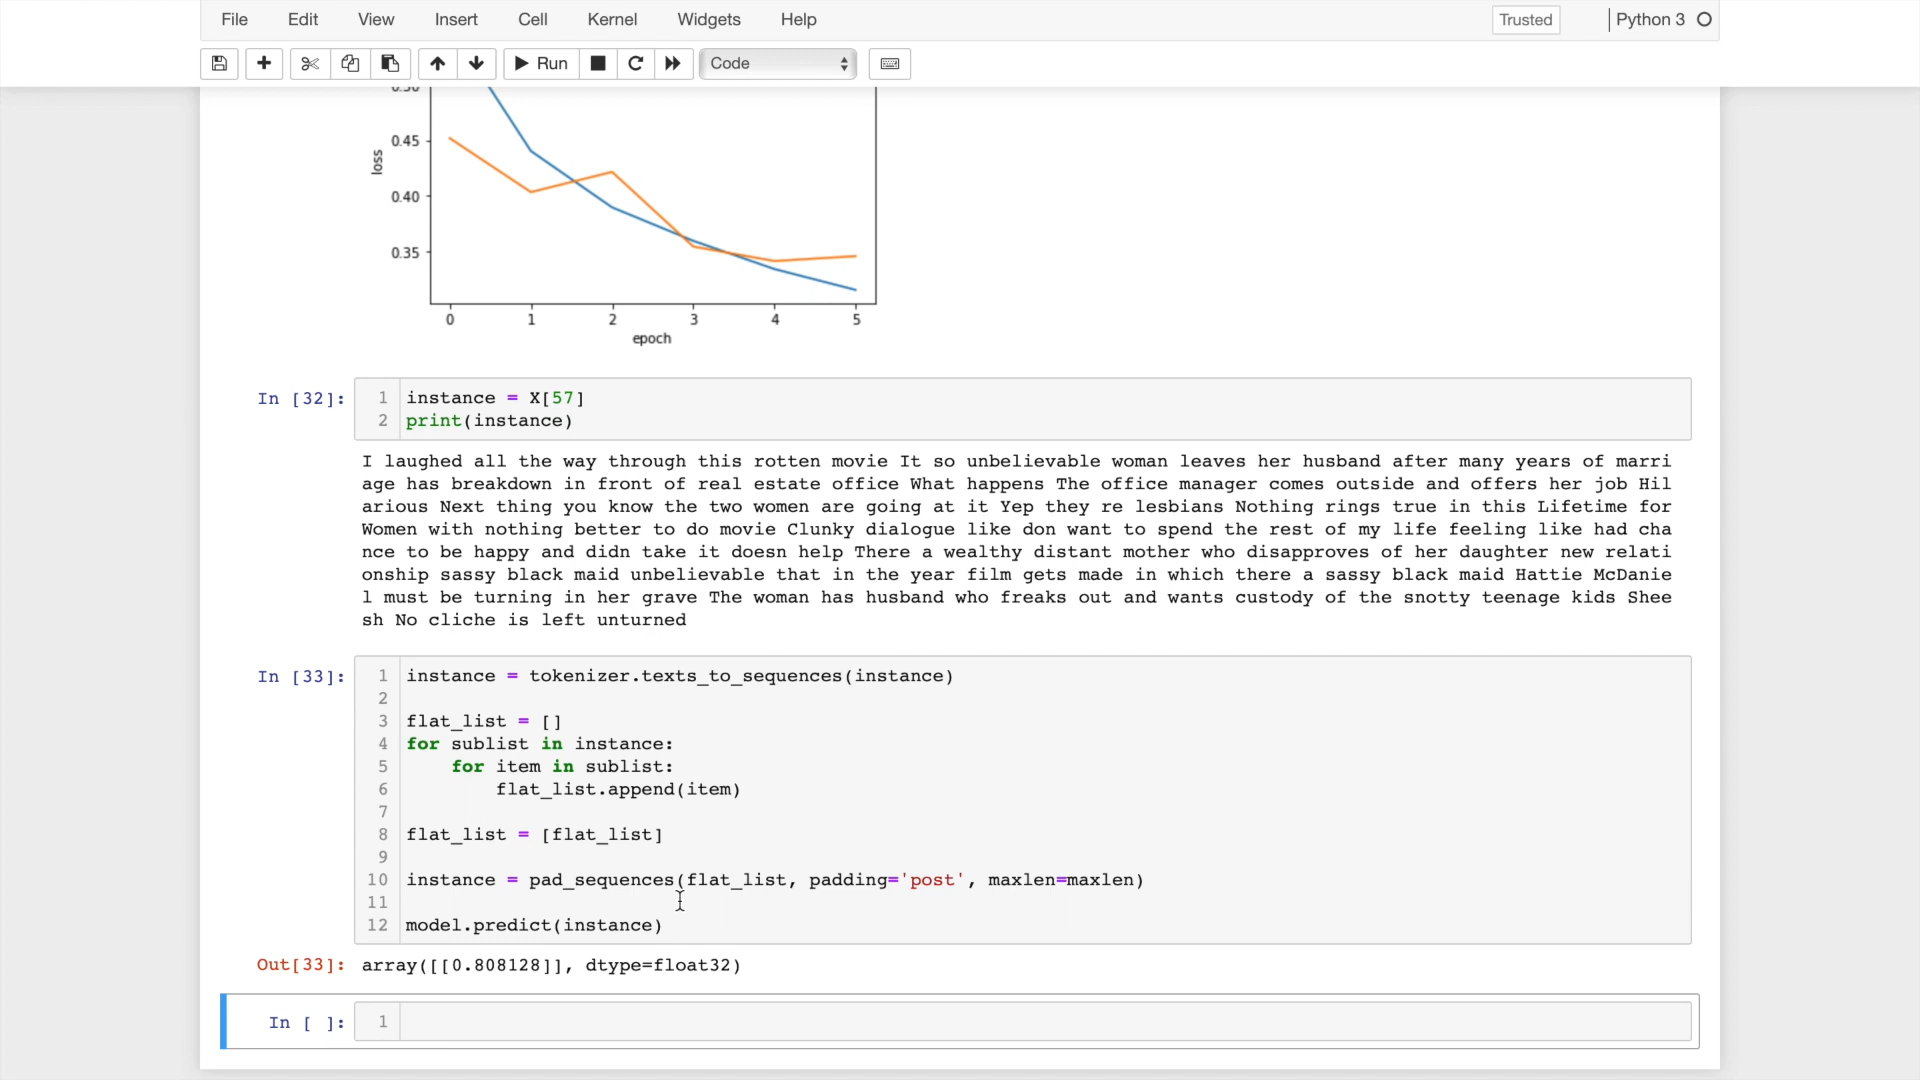 File Edit View Insert Cell Kernel Widgets Help Trusted Python 3
Run Code
0.50
0.45
0.40
0.35
loss
0 1 2 3 4 5
epoch
In [32]: 1 instance = X[57]
2 print(instance)
I laughed all the way through this rotten movie It so unbelievable woman leaves her husband after many years of marri
age has breakdown in front of real estate office What happens The office manager comes outside and offers her job Hil
arious Next thing you know the two women are going at it Yep they re lesbians Nothing rings true in this Lifetime for
Women with nothing better to do movie Clunky dialogue like don want to spend the rest of my life feeling like had cha
nce to be happy and didn take it doesn help There a wealthy distant mother who disapproves of her daughter new relati
onship sassy black maid unbelievable that in the year film gets made in which there a sassy black maid Hattie McDanie
l must be turning in her grave The woman has husband who freaks out and wants custody of the snotty teenage kids Shee
sh No cliche is left unturned
In [33]: 1 instance = tokenizer.texts_to_sequences(instance)
2
3 flat_list = []
4 for sublist in instance:
5 for item in sublist:
6 flat_list.append(item)
7
8 flat_list = [flat_list]
9
10 instance = pad_sequences(flat_list, padding='post', maxlen=maxlen)
11
12 model.predict(instance)
Out[33]: array([[0.808128]], dtype=float32)
In [ ]: 1